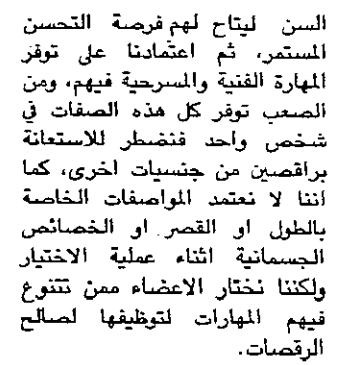 السن ليتاح لهم فرصة التحسن
المستمر، ثم اعتمادنا على توفر
المهارة الفنية والمسرحية فيهم، ومن
الصعب توفر كل هذه الصفات في
شخص واحد فنضطر للاستعانة
براقصين من جنسيات اخرى، كما
اننا لا نعتمد المواصفات الخاصة
بالطول او القصر او الخصائص
الجسمانية اثناء عملية الاختيار
ولكننا نختار الاعضاء ممن تتنوع
فيهم المهارات لتوظيفها لصالح
الرقصات.